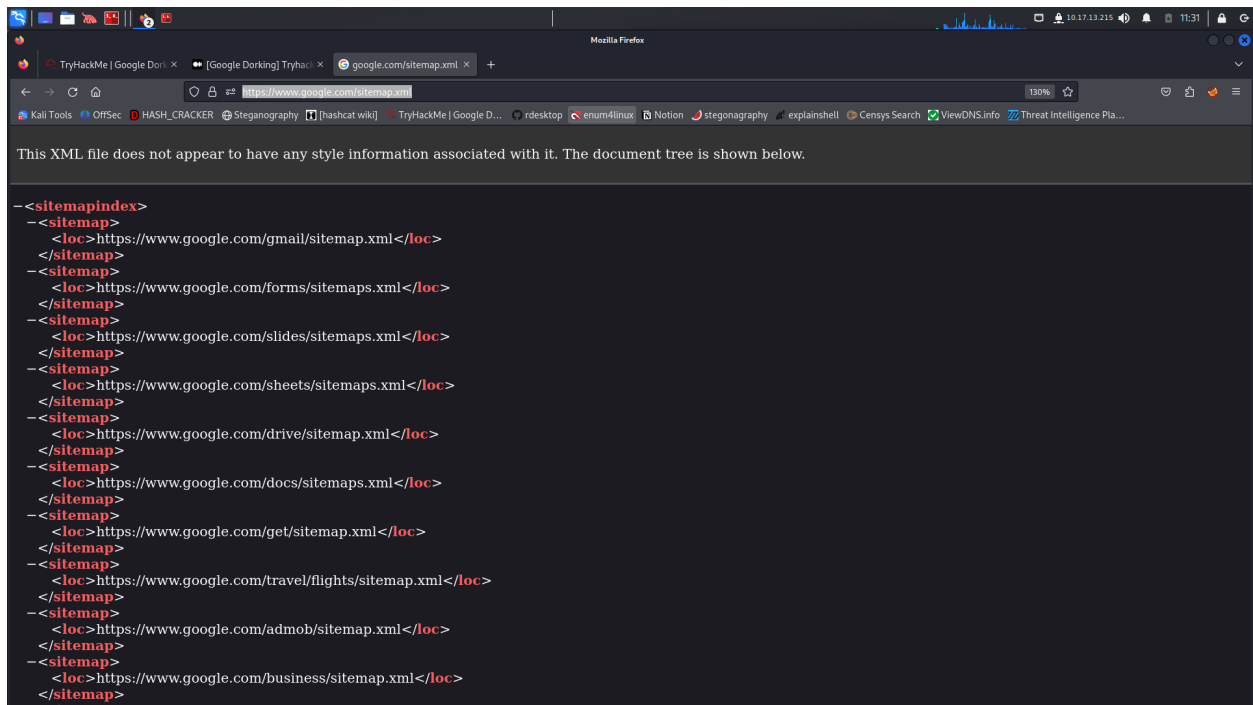 2
10.17.13.215
11:31
Mozilla Firefox
TryHackMe | Google Dork
[Google Dorking] Tryhack
google.com/sitemap.xml
https://www.google.com/sitemap.xml
130%
Kali Tools OffSec HASH_CRACKER Steganography [hashcat wiki] TryHackMe | Google D... rdesktop enum4linux Notion stegonagraphy explainshell Censys Search ViewDNS.info Threat Intelligence Pla...
This XML file does not appear to have any style information associated with it. The document tree is shown below.
−<sitemapindex>
−<sitemap>
<loc>https://www.google.com/gmail/sitemap.xml</loc>
</sitemap>
−<sitemap>
<loc>https://www.google.com/forms/sitemaps.xml</loc>
</sitemap>
−<sitemap>
<loc>https://www.google.com/slides/sitemaps.xml</loc>
</sitemap>
−<sitemap>
<loc>https://www.google.com/sheets/sitemaps.xml</loc>
</sitemap>
−<sitemap>
<loc>https://www.google.com/drive/sitemap.xml</loc>
</sitemap>
−<sitemap>
<loc>https://www.google.com/docs/sitemaps.xml</loc>
</sitemap>
−<sitemap>
<loc>https://www.google.com/get/sitemap.xml</loc>
</sitemap>
−<sitemap>
<loc>https://www.google.com/travel/flights/sitemap.xml</loc>
</sitemap>
−<sitemap>
<loc>https://www.google.com/admob/sitemap.xml</loc>
</sitemap>
−<sitemap>
<loc>https://www.google.com/business/sitemap.xml</loc>
</sitemap>